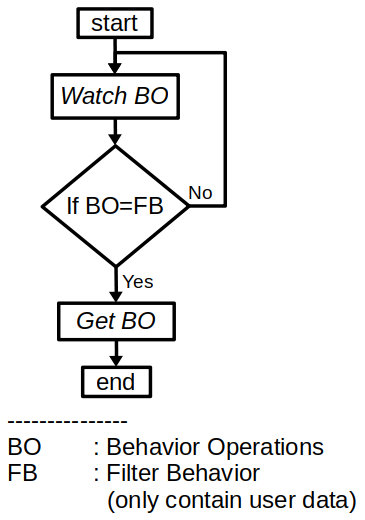 start
Watch BO
If BO=FB
No
Yes
Get BO
end
---------------
BO : Behavior Operations
FB : Filter Behavior
(only contain user data)